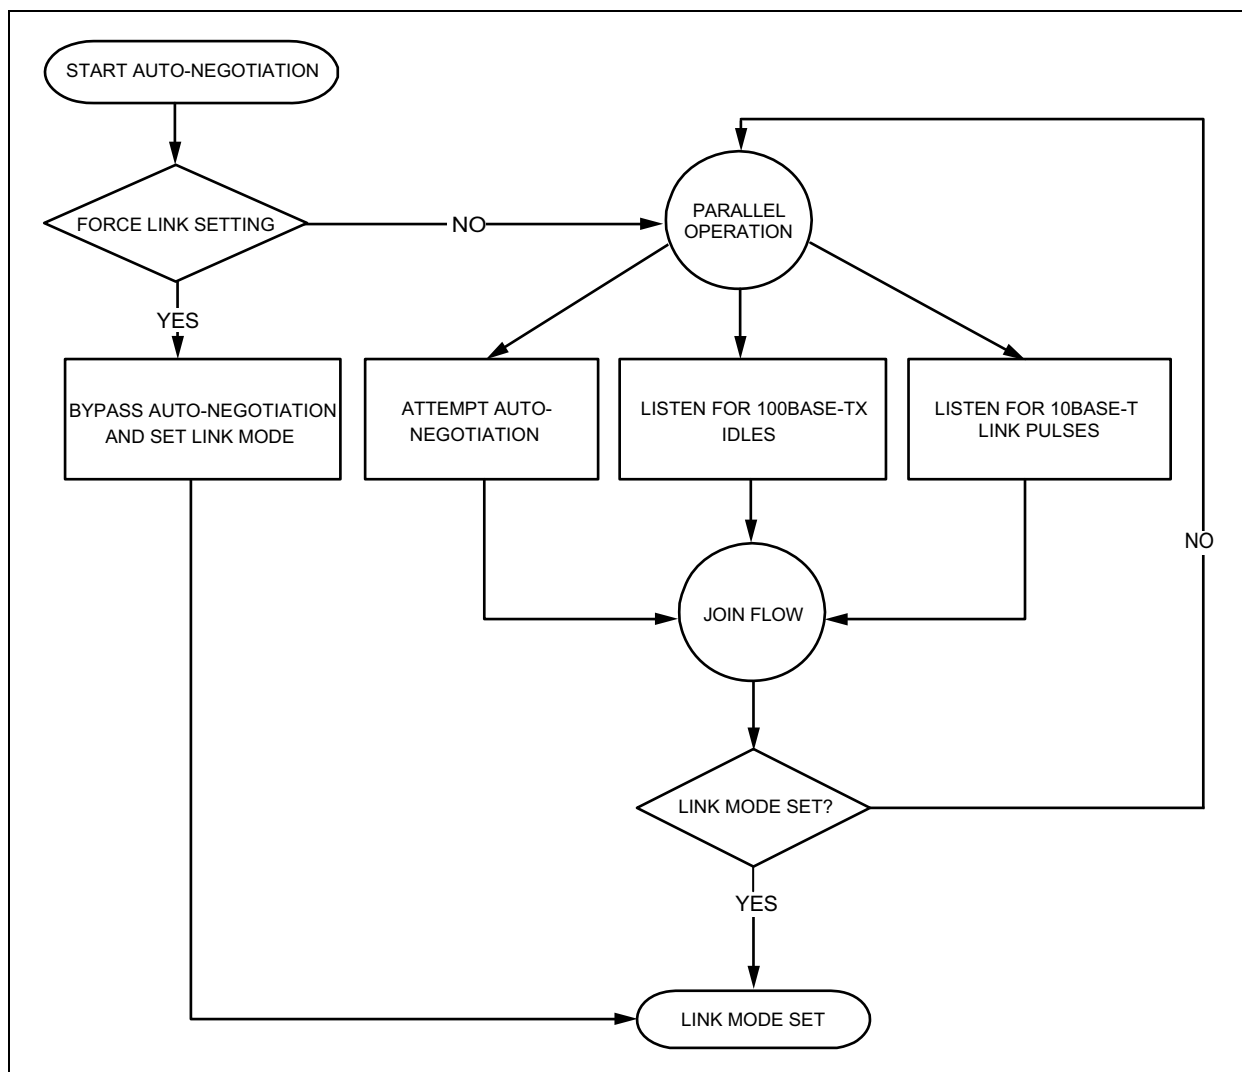 START AUTO-NEGOTIATION
FORCE LINK SETTING
NO
PARALLEL
OPERATION
YES
BYPASS AUTO-NEGOTIATION
AND SET LINK MODE
ATTEMPT AUTO-
NEGOTIATION
LISTEN FOR 100BASE-TX
IDLES
LISTEN FOR 10BASE-T
LINK PULSES
NO
JOIN FLOW
LINK MODE SET?
YES
LINK MODE SET